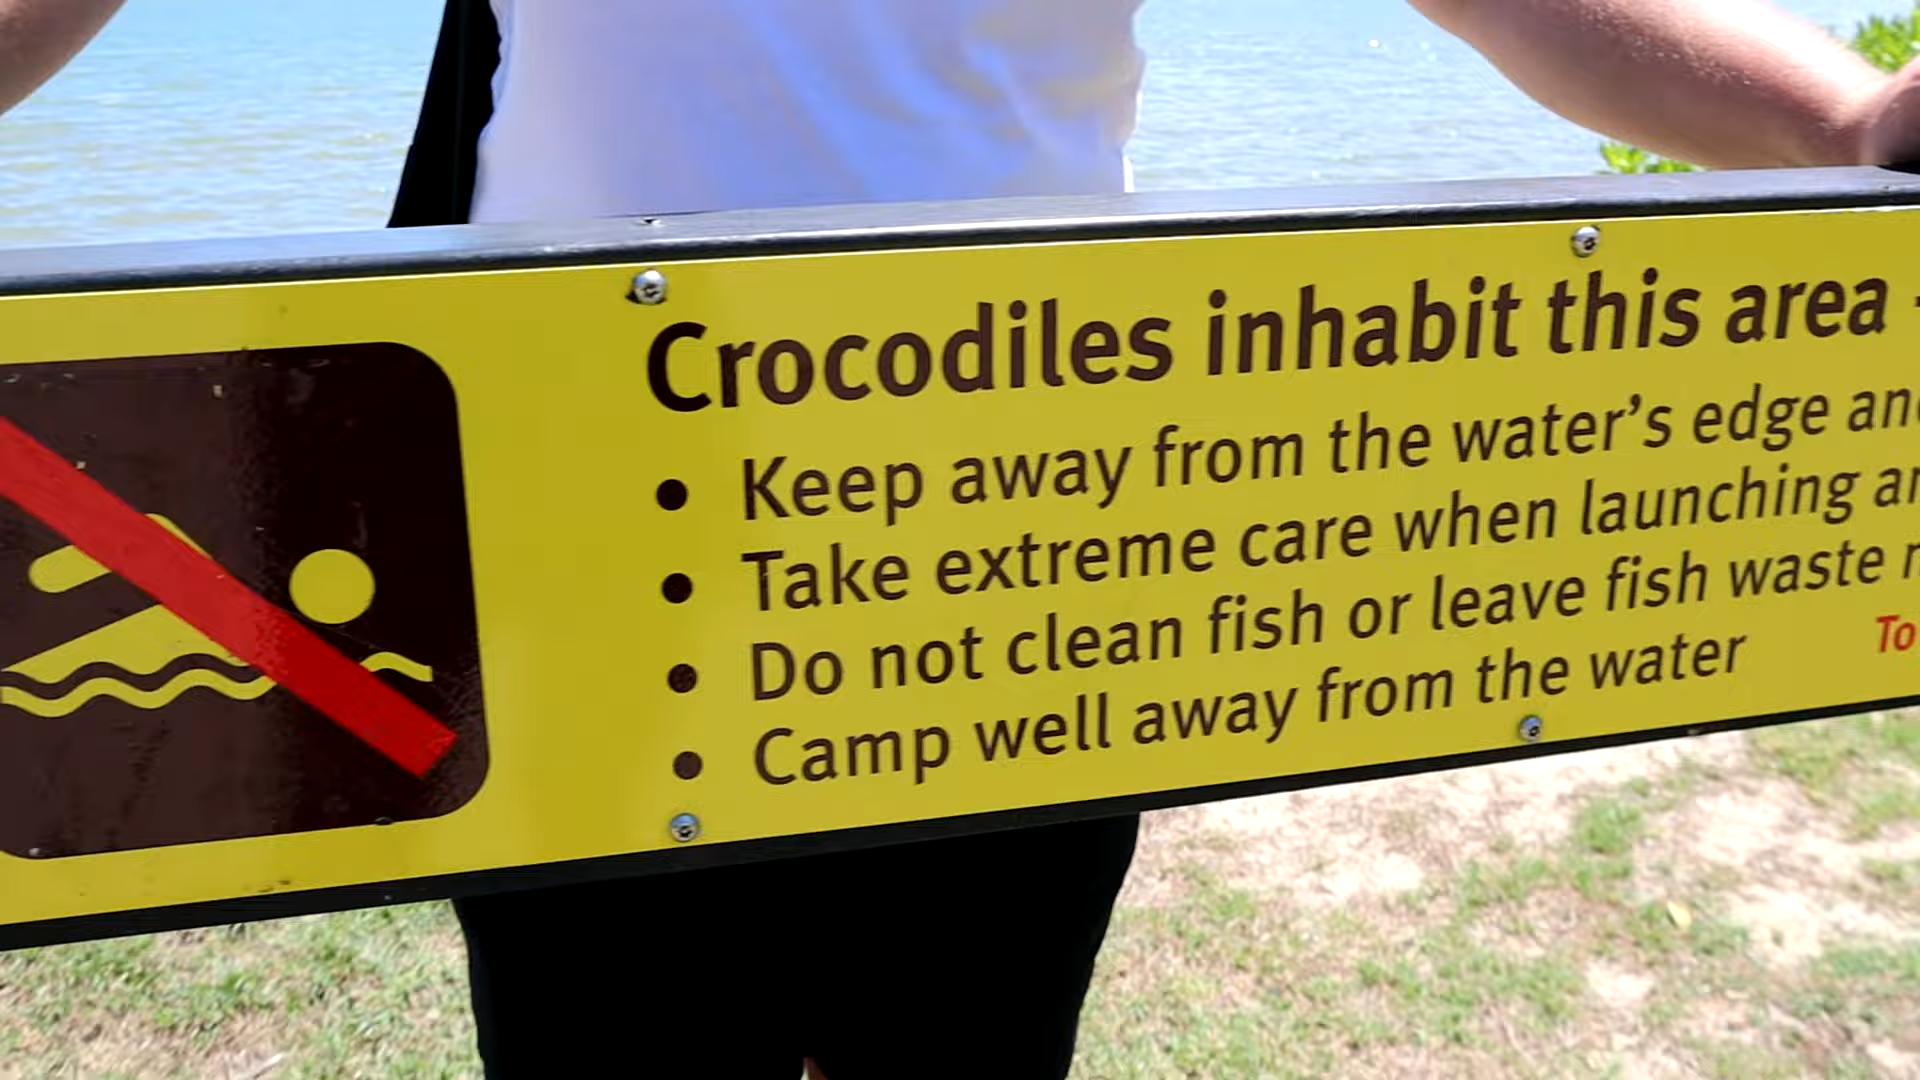 Crocodiles inhabit this area -
• Keep away from the water's edge and
• Take extreme care when launching
• Do not clean fish or leave fish waste
• Camp well away from the water
To